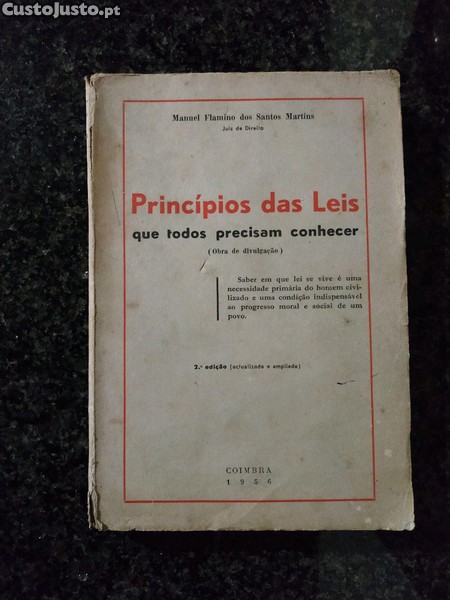 CustoJusto.pt
Manuel Flamino dos Santos Martins
Juiz de Direito
Princípios das Leis
que todos precisam conhecer
(Obra de divulgação)
Saber em que lei se vive é uma
necessidade primária do homem civi-
lizado e uma condição indispensável
ao progresso moral e social de um
povo.
2.ª edição (actualizada e ampliada)
COIMBRA
1956